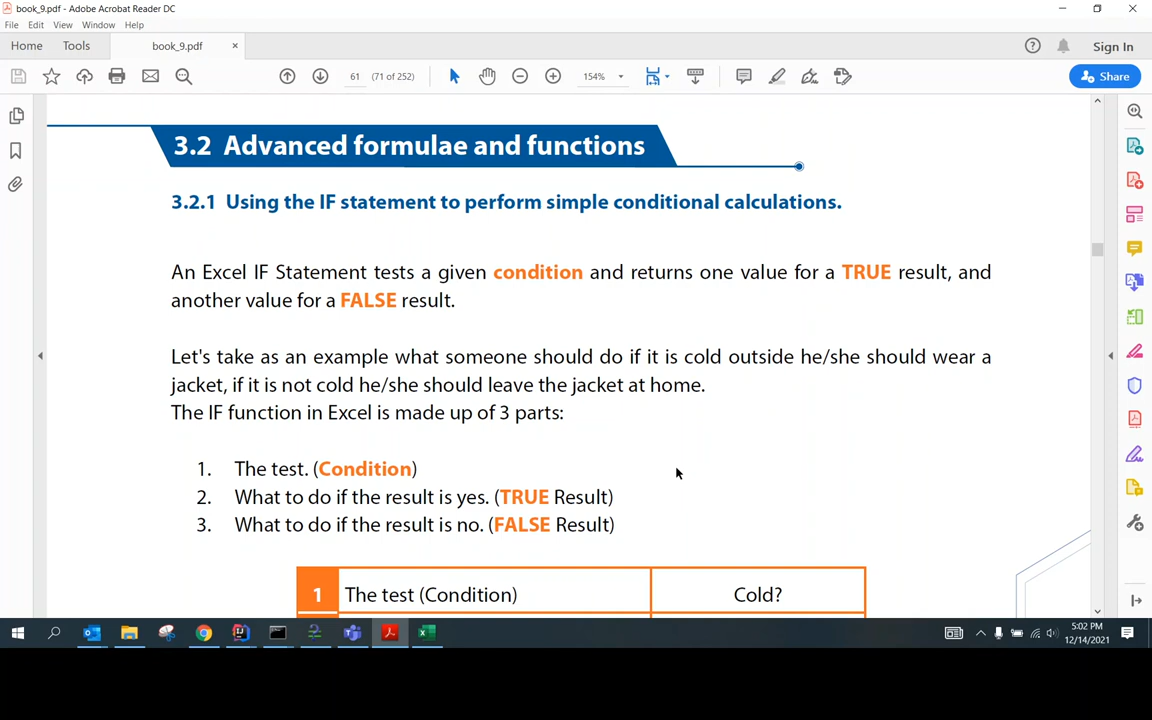 book_9.pdf - Adobe Acrobat Reader DC
File Edit View Window Help
Home Tools book_9.pdf × Sign In
61 (71 of 252) 154% Share
3.2 Advanced formulae and functions
3.2.1 Using the IF statement to perform simple conditional calculations.
An Excel IF Statement tests a given condition and returns one value for a TRUE result, and
another value for a FALSE result.
Let's take as an example what someone should do if it is cold outside he/she should wear a
jacket, if it is not cold he/she should leave the jacket at home.
The IF function in Excel is made up of 3 parts:
1. The test. (Condition)
2. What to do if the result is yes. (TRUE Result)
3. What to do if the result is no. (FALSE Result)
1 The test (Condition) Cold?
5:02 PM
12/14/2021